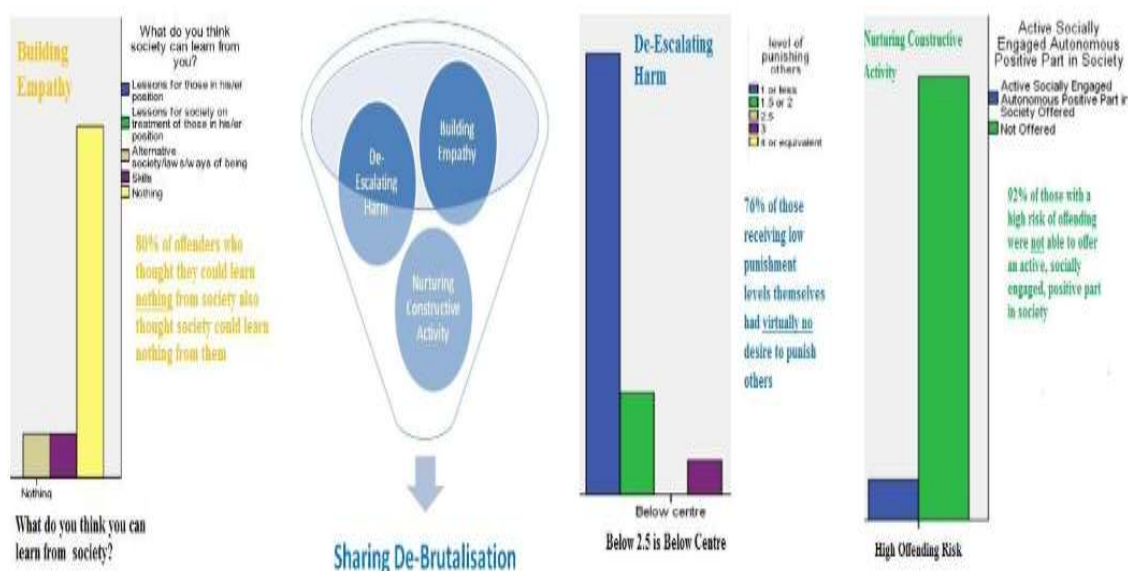 Building
Empathy
What do you think
society can learn from
you?
Lessons for those in his/er
position
Lessons for society on
treatment of those in his/er
position
Alternative
society/laws/ways of being
Skills
Nothing
80% of offenders who
thought they could learn
nothing from society also
thought society could learn
nothing from them
Nothing
What do you think you can
learn from society?
Building
Empathy
De-
Escalating
Harm
Nurturing
Constructive
Activity
Sharing De-Brutalisation
De-Escalating
Harm
level of
punishing
others
1 or less
1.5 or 2
2.5
3
or equivalent
76% of those
receiving low
punishment
levels themselves
had virtually no
desire to punish
others
Below centre
Below 2.5 is Below Centre
Nurturing Constructive
Activity
Active Socially
Engaged Autonomous
Positive Part in Society
Active Socially Engaged
Autonomous Positive Part in
Society Offered
Not Offered
92% of those with a
high risk of offending
were not able to offer
an active, socially
engaged, positive part
in society
High Offending Risk